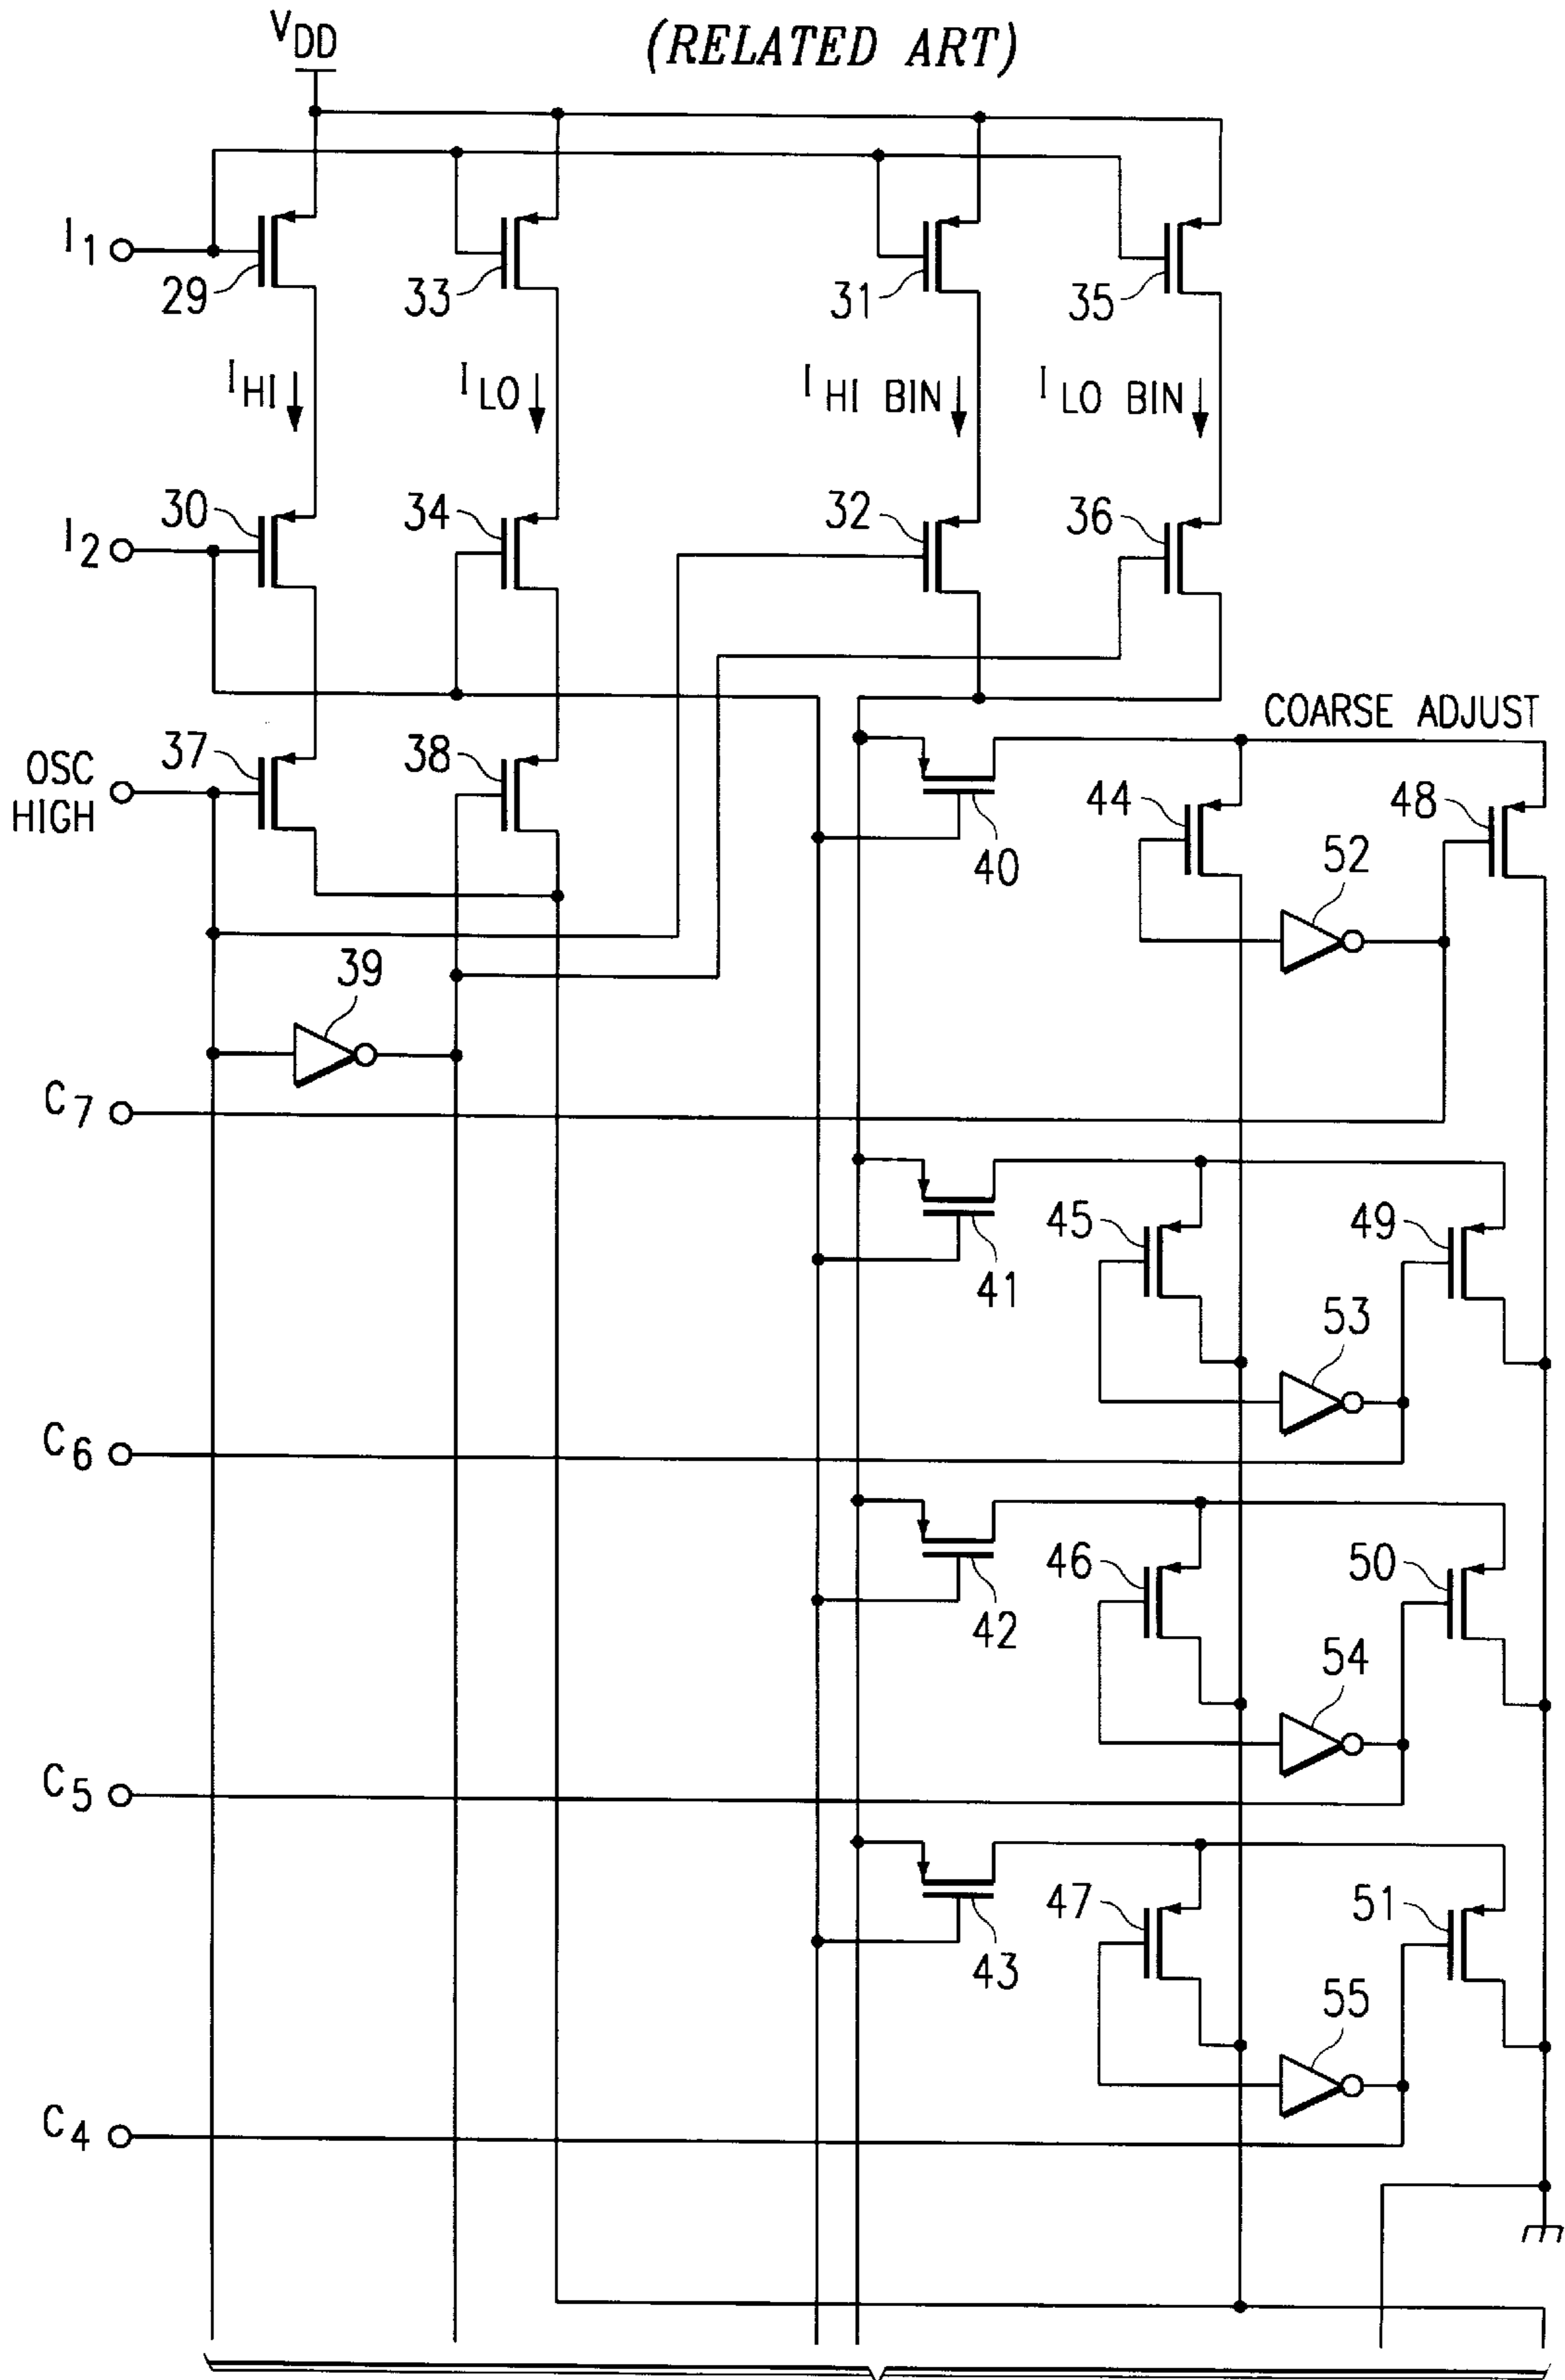 VDD
(RELATED ART)
I1
29
33
31
35
IHI
ILO
IHI BIN
ILO BIN
I2
30
34
32
36
COARSE ADJUST
OSC HIGH
37
38
40
44
48
52
39
C7
41
45
49
53
C6
42
46
50
54
C5
43
47
51
55
C4